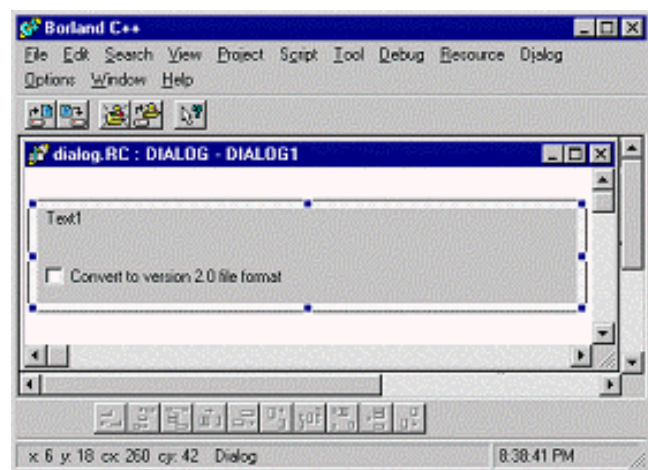 Borland C++
File Edit Search View Project Script Tool Debug Resource Dialog
Options Window Help
dialog.RC : DIALOG - DIALOG1
Text1
Convert to version 2.0 file format
x: 6 y: 18 cx: 260 cy: 42 Dialog 8:38:41 PM